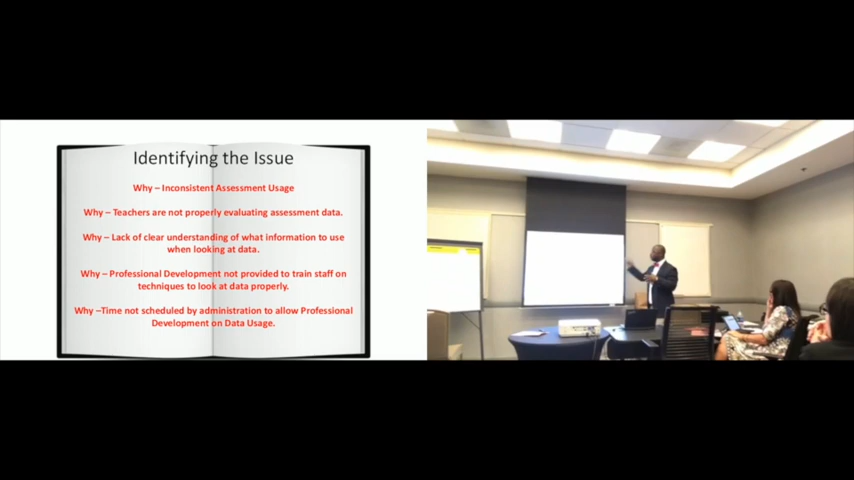 Identifying the Issue
Why – Inconsistent Assessment Usage
Why – Teachers are not properly evaluating assessment data.
Why – Lack of clear understanding of what information to use
when looking at data.
Why – Professional Development not provided to train staff on
techniques to look at data properly.
Why –Time not scheduled by administration to allow Professional
Development on Data Usage.